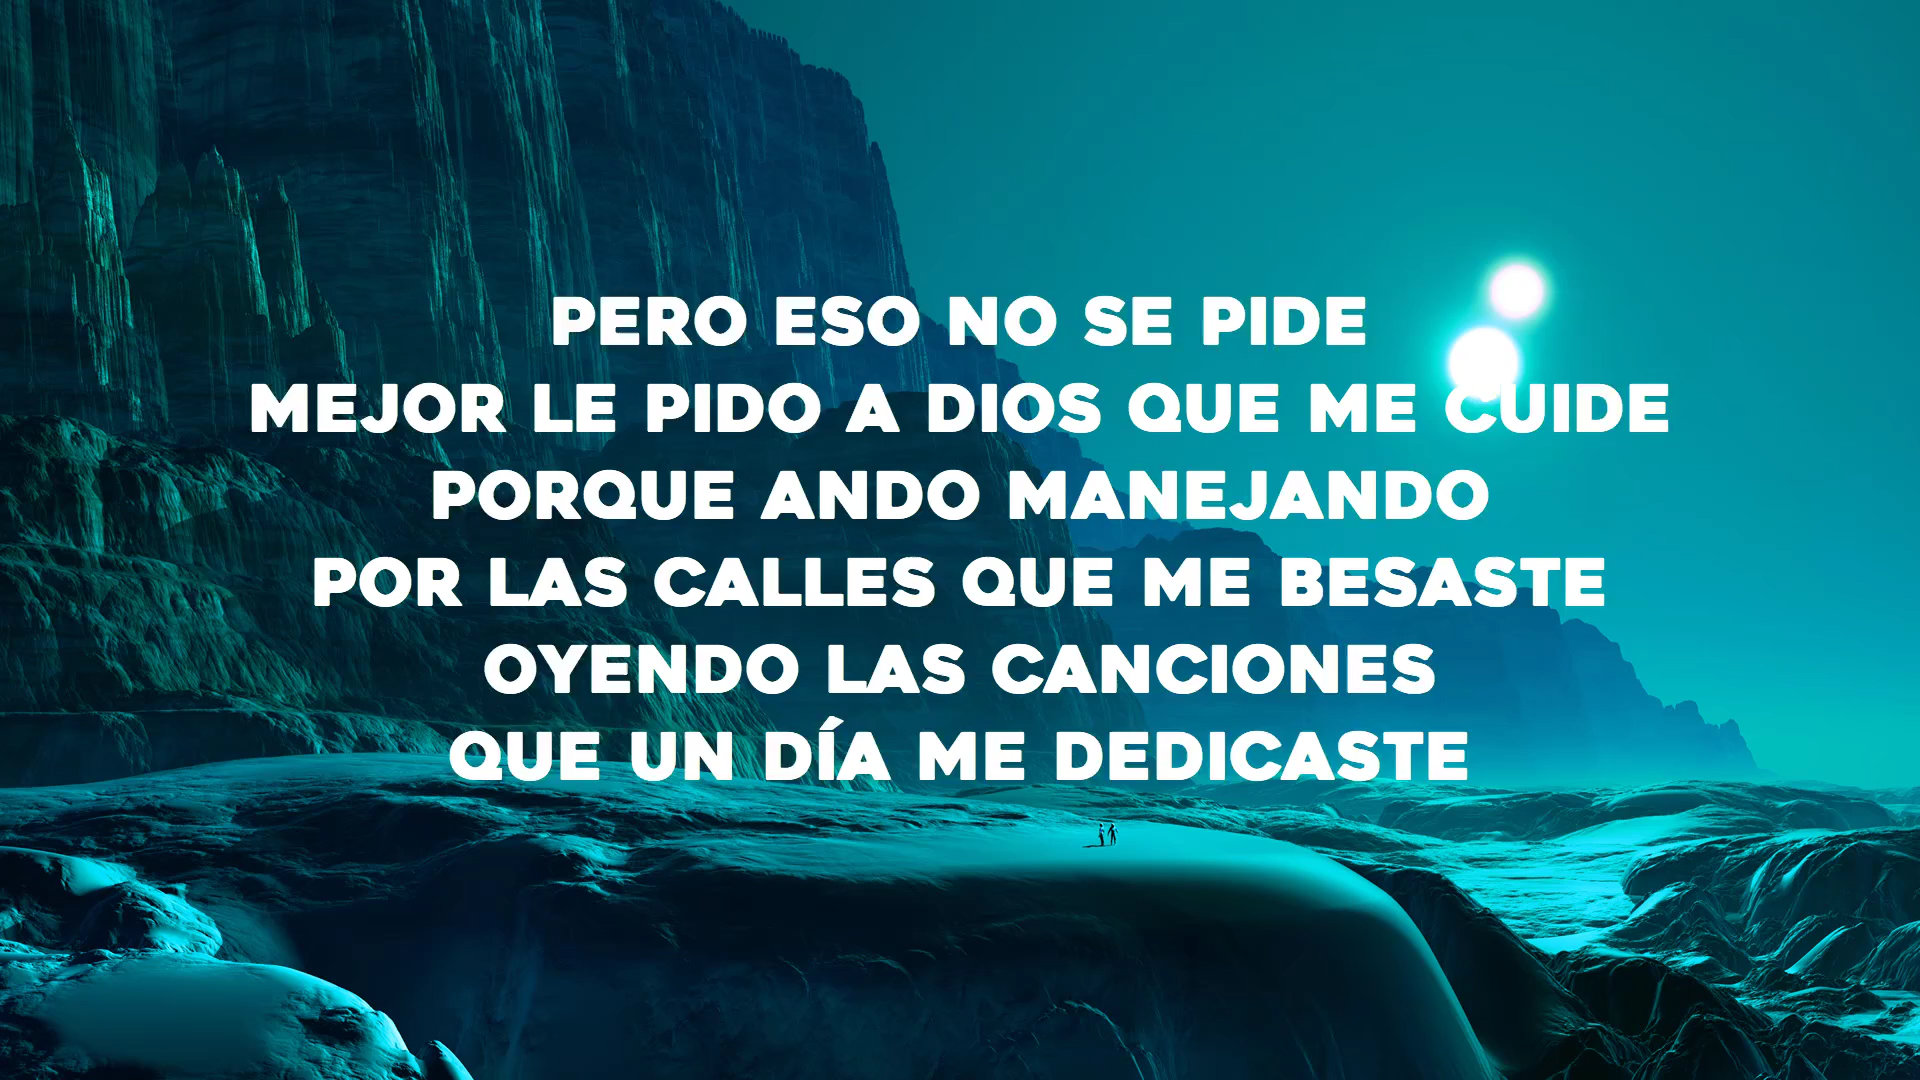 PERO ESO NO SE PIDE
MEJOR LE PIDO A DIOS QUE ME CUIDE
PORQUE ANDO MANEJANDO
POR LAS CALLES QUE ME BESASTE
OYENDO LAS CANCIONES
QUE UN DÍA ME DEDICASTE